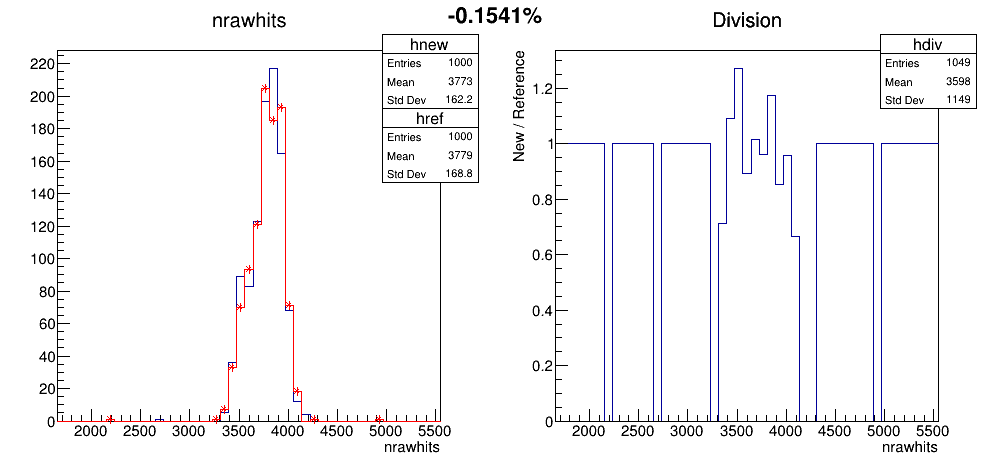 -0.1541%
nrawhits
hnew
Entries 1000
Mean 3773
Std Dev 162.2
href
Entries 1000
Mean 3779
Std Dev 168.8
220
200
180
160
140
120
100
80
60
40
20
0
2000 2500 3000 3500 4000 4500 5000 5500
nrawhits
Division
hdiv
Entries 1049
Mean 3598
Std Dev 1149
New / Reference
1.2
1
0.8
0.6
0.4
0.2
0
2000 2500 3000 3500 4000 4500 5000 5500
nrawhits